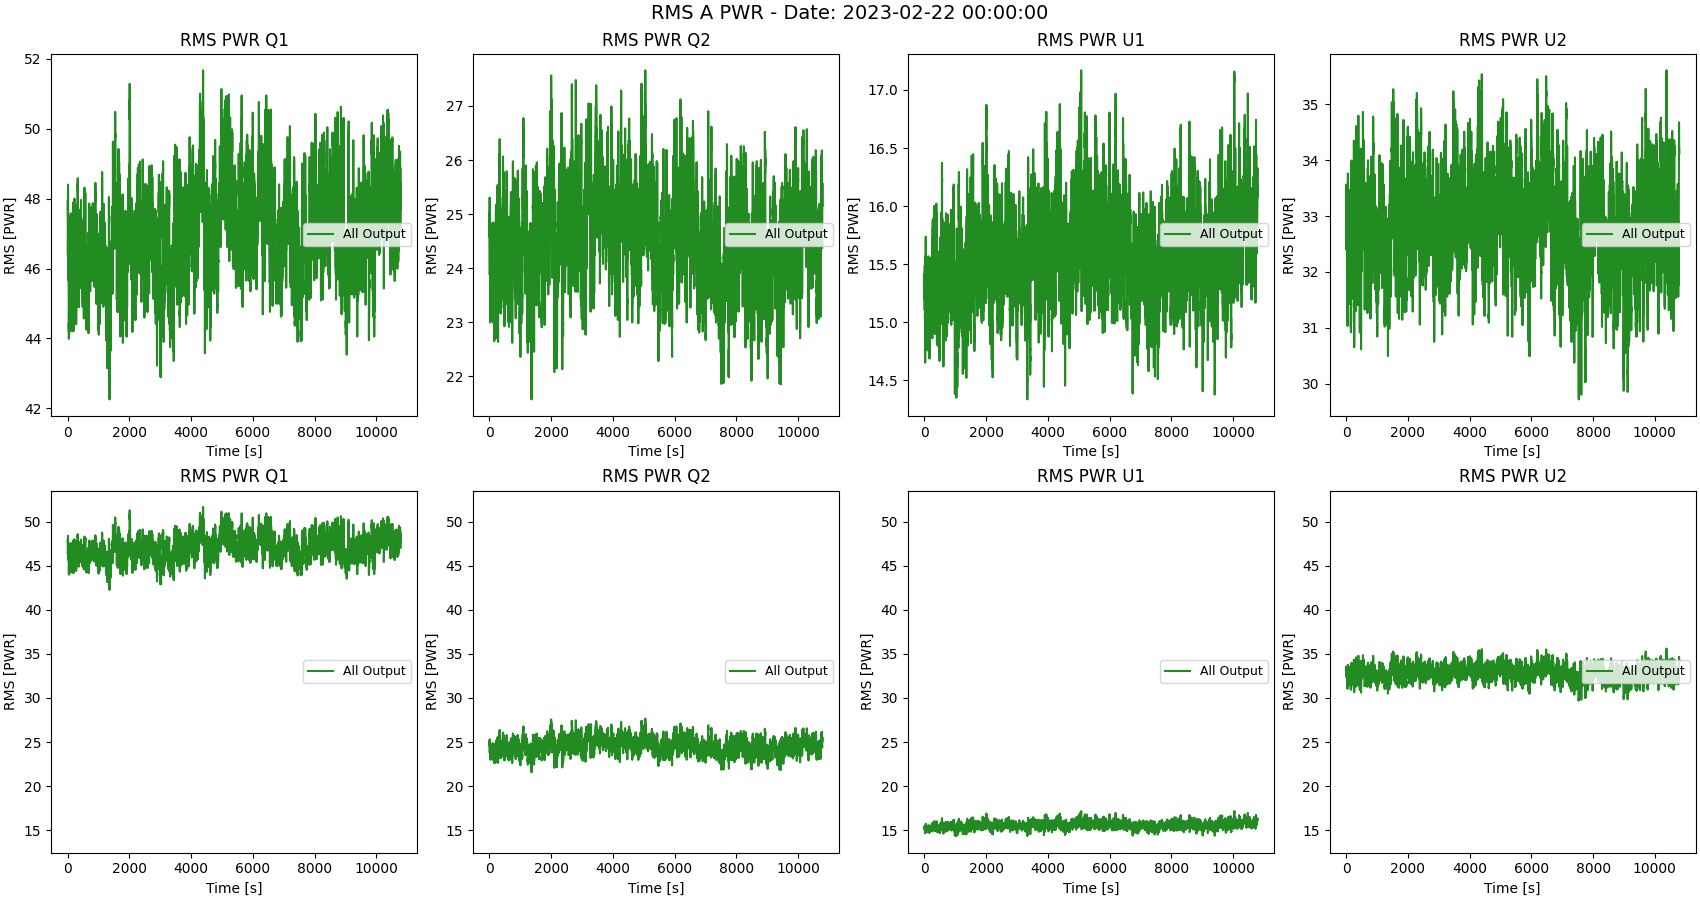 RMS A PWR - Date: 2023-02-22 00:00:00
RMS PWR Q1
RMS PWR Q2
RMS PWR U1
RMS PWR U2
RMS [PWR]
52
50
48
46
44
42
All Output
0 2000 4000 6000 8000 10000
Time [s]
RMS [PWR]
27
26
25
24
23
22
All Output
0 2000 4000 6000 8000 10000
Time [s]
RMS [PWR]
17.0
16.5
16.0
15.5
15.0
14.5
All Output
0 2000 4000 6000 8000 10000
Time [s]
RMS [PWR]
35
34
33
32
31
30
All Output
0 2000 4000 6000 8000 10000
Time [s]
RMS PWR Q1
RMS PWR Q2
RMS PWR U1
RMS PWR U2
RMS [PWR]
50
45
40
35
30
25
20
15
All Output
0 2000 4000 6000 8000 10000
Time [s]
RMS [PWR]
50
45
40
35
30
25
20
15
All Output
0 2000 4000 6000 8000 10000
Time [s]
RMS [PWR]
50
45
40
35
30
25
20
15
All Output
0 2000 4000 6000 8000 10000
Time [s]
RMS [PWR]
50
45
40
35
30
25
20
15
All Output
0 2000 4000 6000 8000 10000
Time [s]